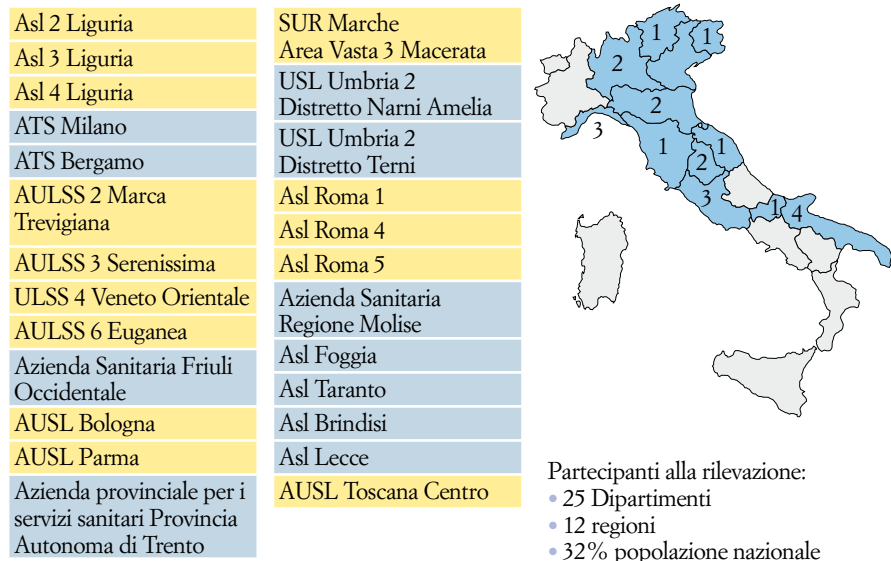 Asl 2 Liguria
Asl 3 Liguria
Asl 4 Liguria
ATS Milano
ATS Bergamo
AULSS 2 Marca
Trevigiana
AULSS 3 Serenissima
ULSS 4 Veneto Orientale
AULSS 6 Euganea
Azienda Sanitaria Friuli
Occidentale
AUSL Bologna
AUSL Parma
Azienda provinciale per i
servizi sanitari Provincia
Autonoma di Trento
SUR Marche
Area Vasta 3 Macerata
USL Umbria 2
Distretto Narni Amelia
USL Umbria 2
Distretto Terni
Asl Roma 1
Asl Roma 4
Asl Roma 5
Azienda Sanitaria
Regione Molise
Asl Foggia
Asl Taranto
Asl Brindisi
Asl Lecce
AUSL Toscana Centro
1
1
2
2
3
1
1
2
3
1
4
Partecipanti alla rilevazione:
• 25 Dipartimenti
• 12 regioni
• 32% popolazione nazionale